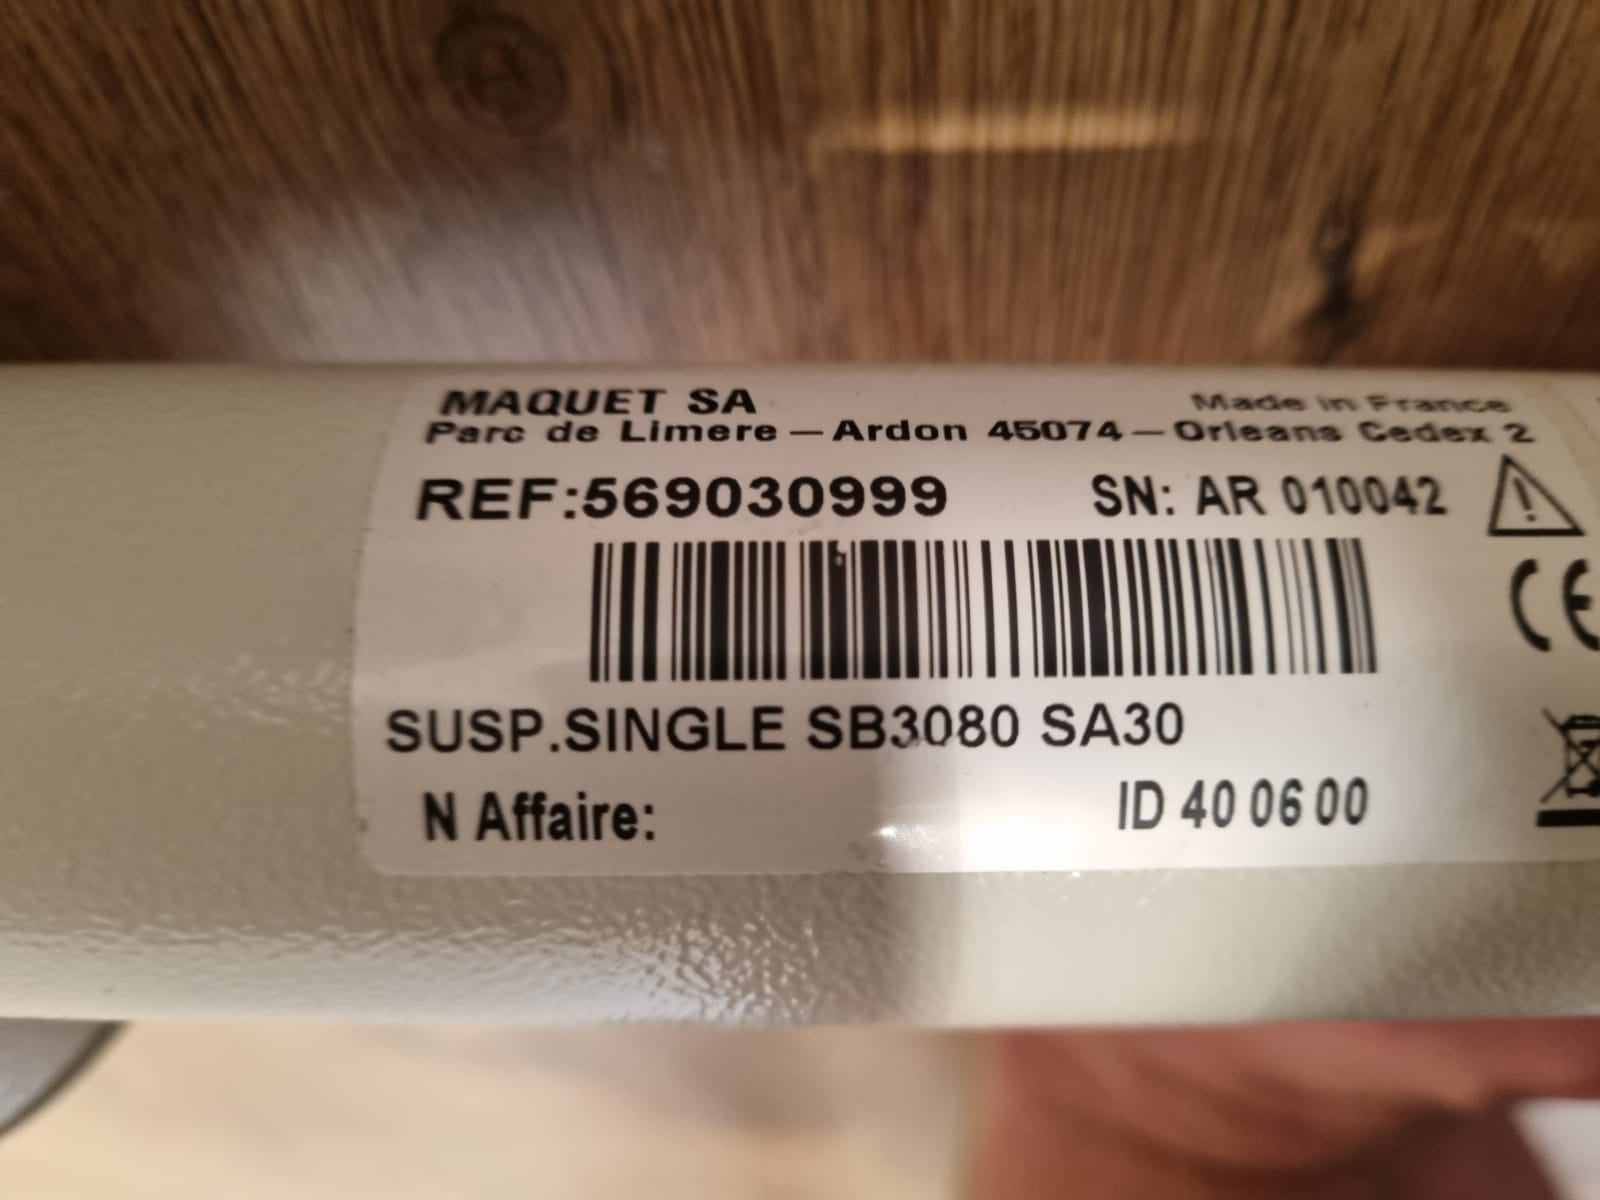 MAQUET SA
Made in France
Parc de Limere – Ardon 45074 – Orleans Cedex 2
REF:569030999
SN: AR 010042
CE
SUSP.SINGLE SB3080 SA30
N Affaire:
ID 40 06 00